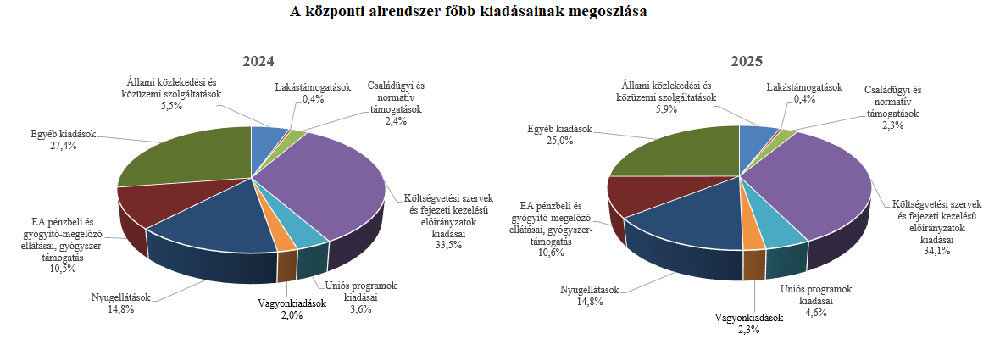 A központi alrendszer főbb kiadásainak megoszlása
2024
Állami közlekedési és
közüzemi szolgáltatások
5,5%
Lakástámogatások
0,4%
Családügyi és
normatív
támogatások
2,4%
Egyéb kiadások
27,4%
Költségvetési szervek
és fejezeti kezelésű
előirányzatok
kiadásai
33,5%
EA pénzbeli és
gyógyító-megelőző
ellátásai, gyógyszer-
támogatás
10,5%
Nyugellátások
14,8%
Vagyonkiadások
2,0%
Uniós programok
kiadásai
3,6%
2025
Állami közlekedési és
közüzemi szolgáltatások
5,9%
Lakástámogatások
0,4%
Családügyi és
normatív
támogatások
2,3%
Egyéb kiadások
25,0%
Költségvetési szervek
és fejezeti kezelésű
előirányzatok
kiadásai
34,1%
EA pénzbeli és
gyógyító-megelőző
ellátásai, gyógyszer-
támogatás
10,6%
Nyugellátások
14,8%
Vagyonkiadások
2,3%
Uniós programok
kiadásai
4,6%